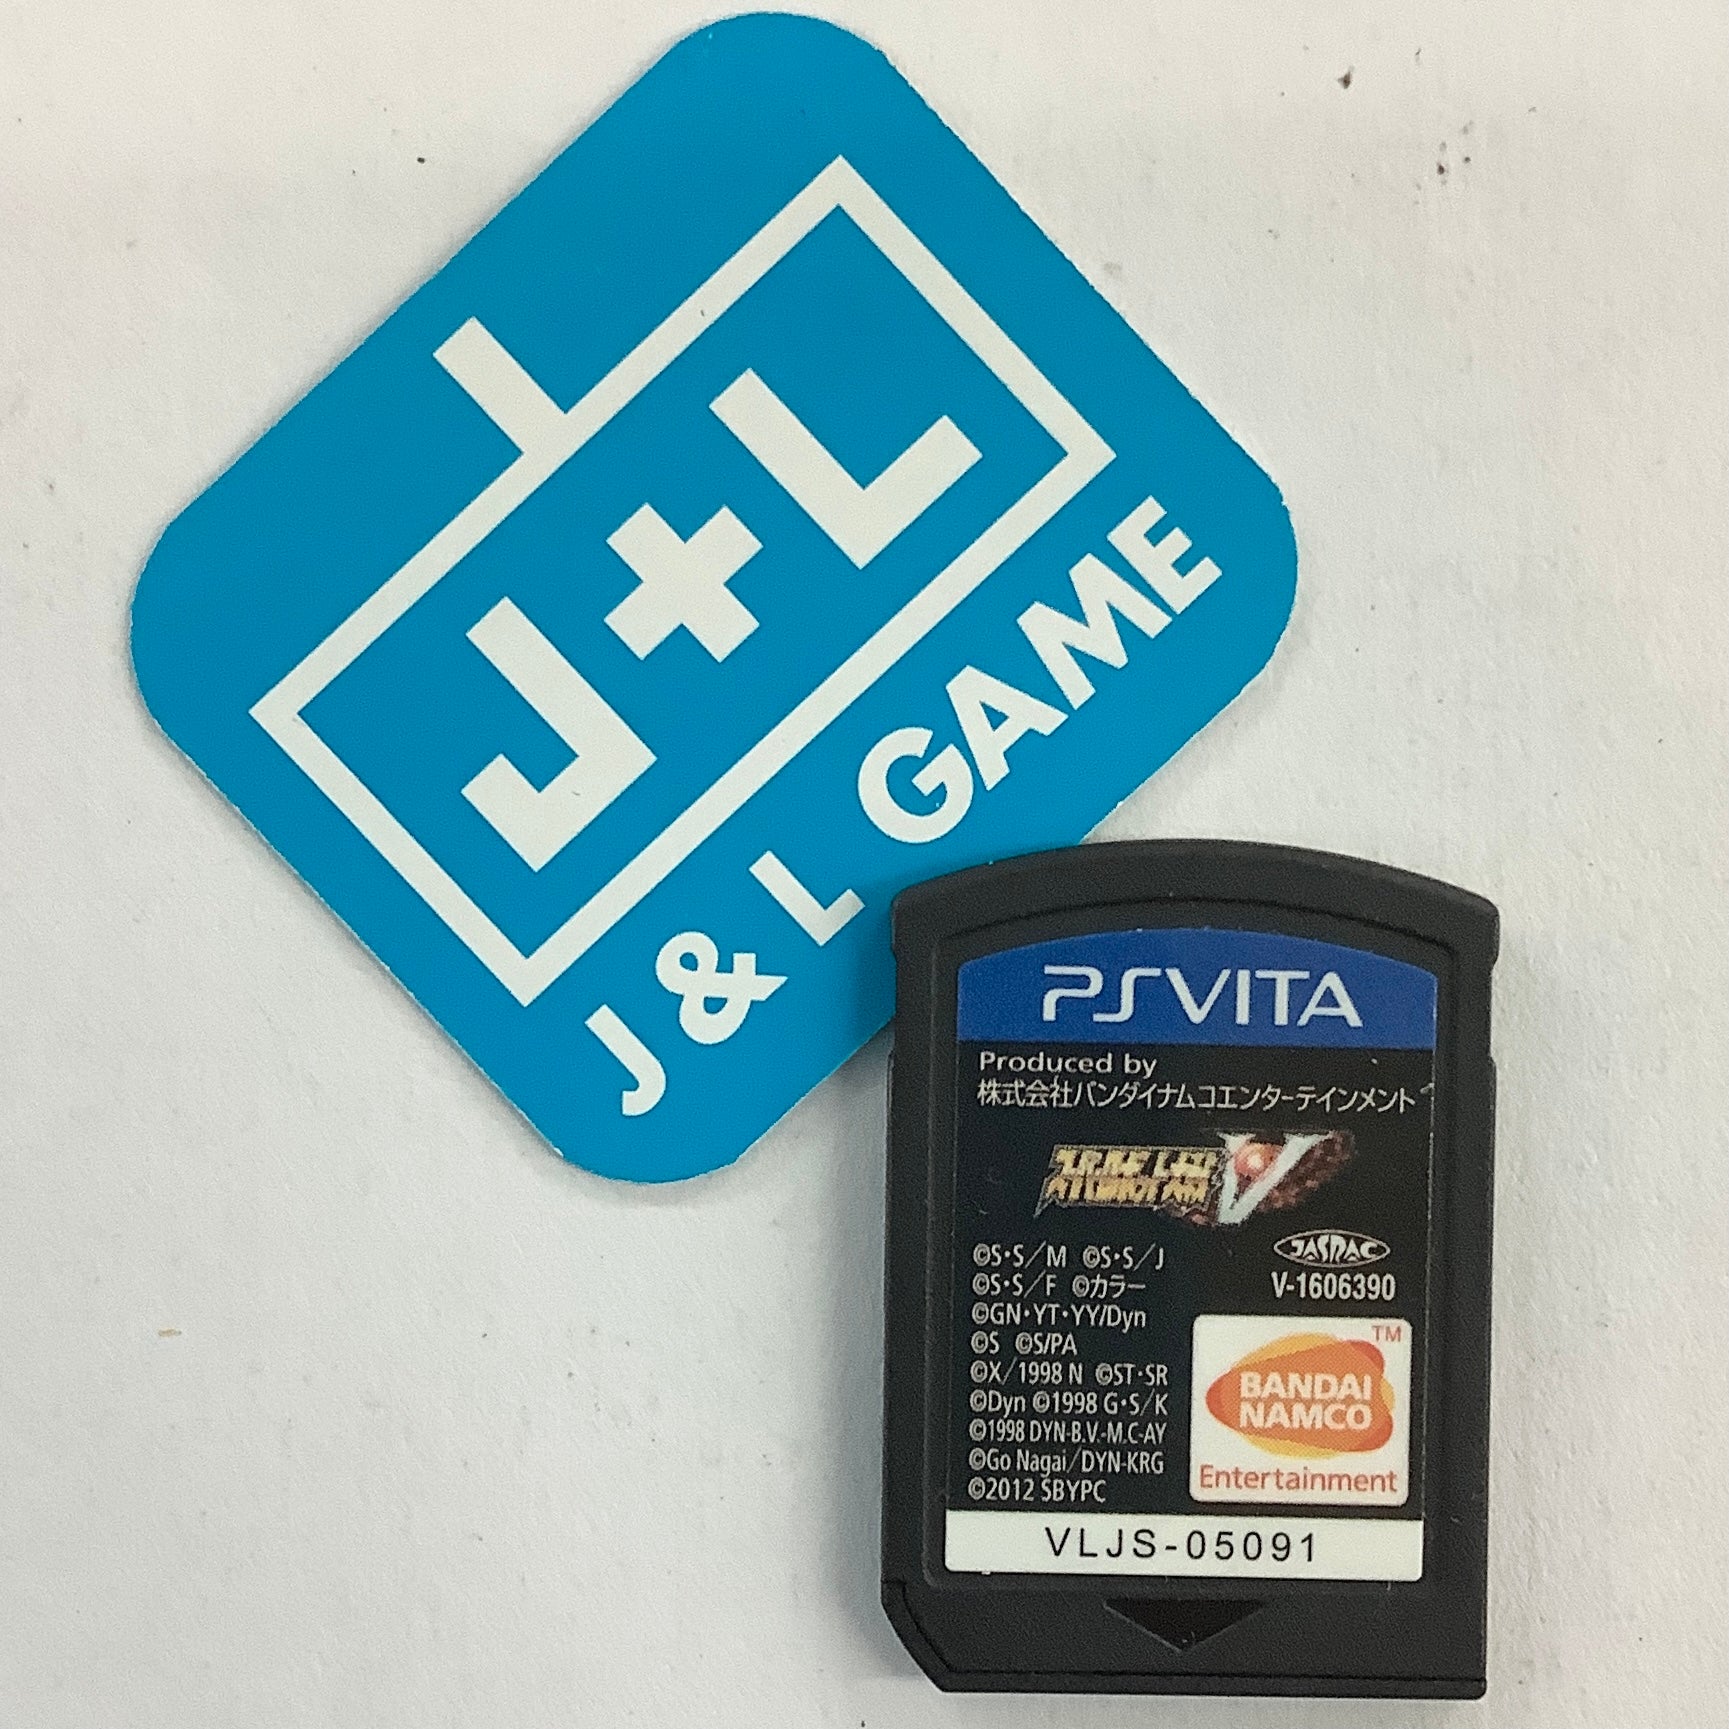 J+L
J & L GAME
PSVITA
Produced by
株式会社バンダイナムコエンターテインメント
V
©S・S／M ©S・S／J
©S・S／F ©カラー
©GN・YT・YY/Dyn
©S ©S/PA
©X／1998 N ©ST・SR
©Dyn ©1998 G・S／K
©1998 DYN-B.V.-M.C-AY
©Go Nagai／DYN-KRG
©2012 SBYPC
JASRAC
V-1606390
TM
BANDAI
NAMCO
Entertainment
VLJS-05091